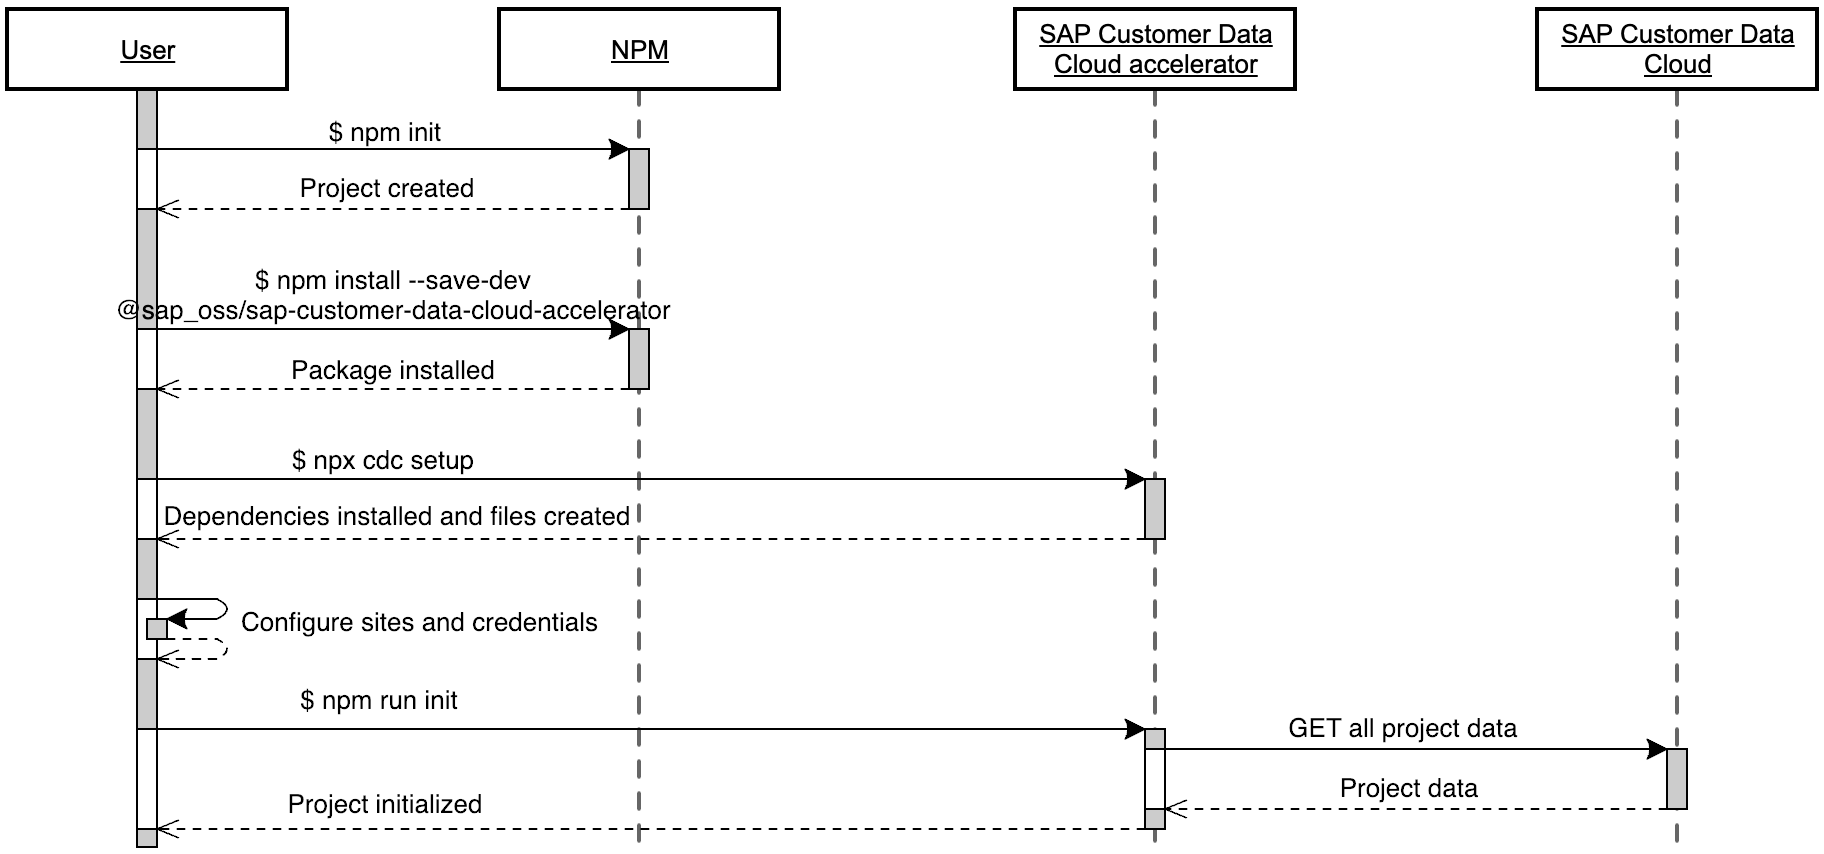 User
NPM
SAP Customer Data
Cloud accelerator
SAP Customer Data
Cloud
$ npm init
Project created
$ npm install --save-dev
@sap_oss/sap-customer-data-cloud-accelerator
Package installed
$ npx cdc setup
Dependencies installed and files created
Configure sites and credentials
$ npm run init
GET all project data
Project data
Project initialized